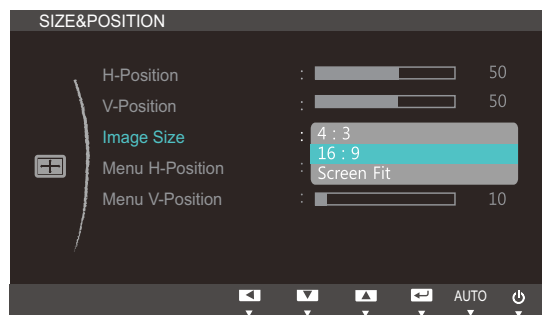 SIZE&POSITION
H-Position : 50
V-Position : 50
Image Size : 4 : 3
16 : 9
Menu H-Position :
Screen Fit
Menu V-Position : 10
AUTO